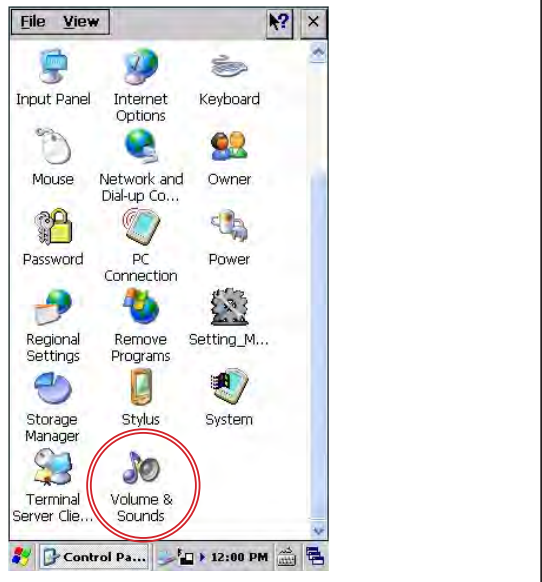 File View ? ×
Input Panel Internet Options Keyboard
Mouse Network and Dial-up Co... Owner
Password PC Connection Power
Regional Settings Remove Programs Setting_M...
Storage Manager Stylus System
Terminal Server Clie... Volume & Sounds
Control Pa... 12:00 PM